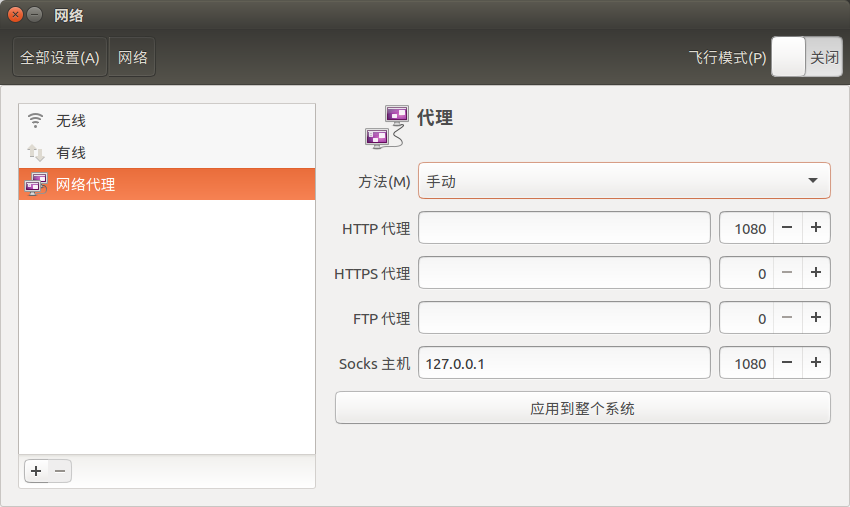 网络
全部设置(A) 网络 飞行模式(P) 关闭
无线
有线
网络代理
代理
方法(M) 手动
HTTP 代理 1080 − +
HTTPS 代理 0 − +
FTP 代理 0 − +
Socks 主机 127.0.0.1 1080 − +
应用到整个系统
+ −